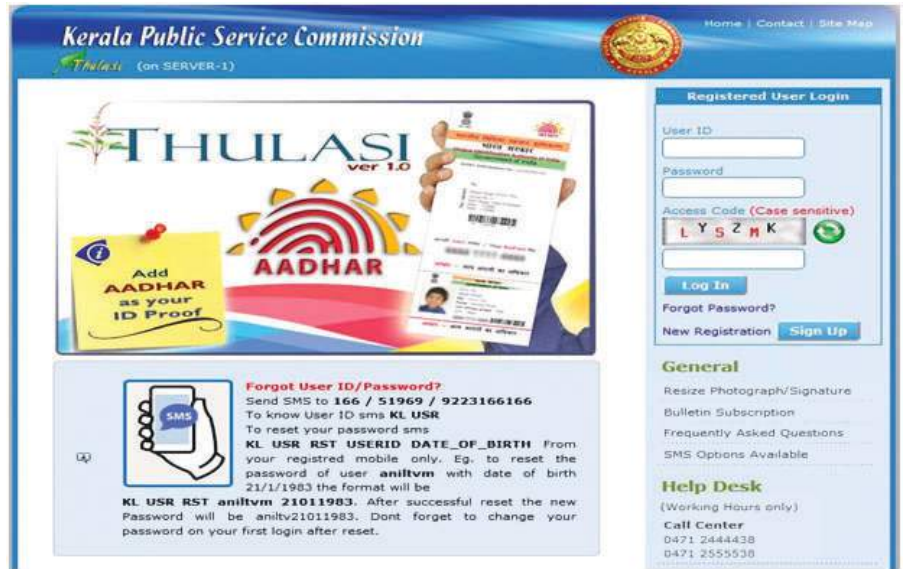 Kerala Public Service Commission
Home | Contact | Site Map
Thulasi (on SERVER-1)
THULASI
ver 1.0
भारत सरकार
Government of India
AADHAR
Add
AADHAR
as your
ID Proof
Registered User Login
User ID
Password
Access Code (Case sensitive)
L Y S Z M K
Log In
Forgot Password?
New Registration Sign Up
General
Resize Photograph/Signature
Bulletin Subscription
Frequently Asked Questions
SMS Options Available
Help Desk
(Working Hours only)
Call Center
0471 2444438
0471 2555538
SMS
Forgot User ID/Password?
Send SMS to 166 / 51969 / 9223166166
To know User ID sms KL USR
To reset your password sms
KL USR RST USERID DATE_OF_BIRTH From
your registred mobile only. Eg. to reset the
password of user aniltvm with date of birth
21/1/1983 the format will be
KL USR RST aniltvm 21011983. After successful reset the new
Password will be aniltv21011983. Dont forget to change your
password on your first login after reset.